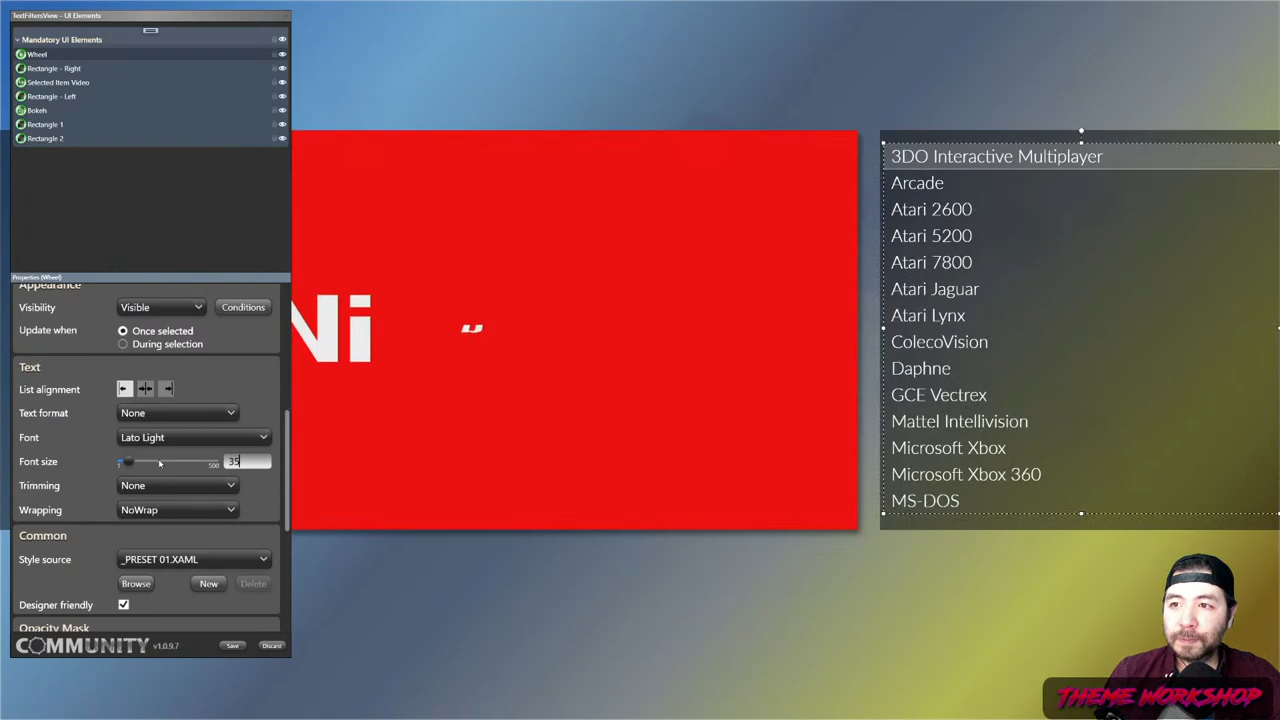 TextFiltersView - UI Elements
Mandatory UI Elements
Wheel
Rectangle - Right
Selected Item Video
Rectangle - Left
Bokeh
Rectangle 1
Rectangle 2
Properties (Wheel)
Appearance
Visibility
Visible
Conditions
Update when
Once selected
During selection
Text
List alignment
Text format
None
Font
Lato Light
Font size
1
500
35
Trimming
None
Wrapping
NoWrap
Common
Style source
_PRESET 01.XAML
Browse
New
Delete
Designer friendly
Opacity Mask
COMMUNITY v1.0.9.7
Save
Discard
Ni
3DO Interactive Multiplayer
Arcade
Atari 2600
Atari 5200
Atari 7800
Atari Jaguar
Atari Lynx
ColecoVision
Daphne
GCE Vectrex
Mattel Intellivision
Microsoft Xbox
Microsoft Xbox 360
MS-DOS
THEME WORKSHOP